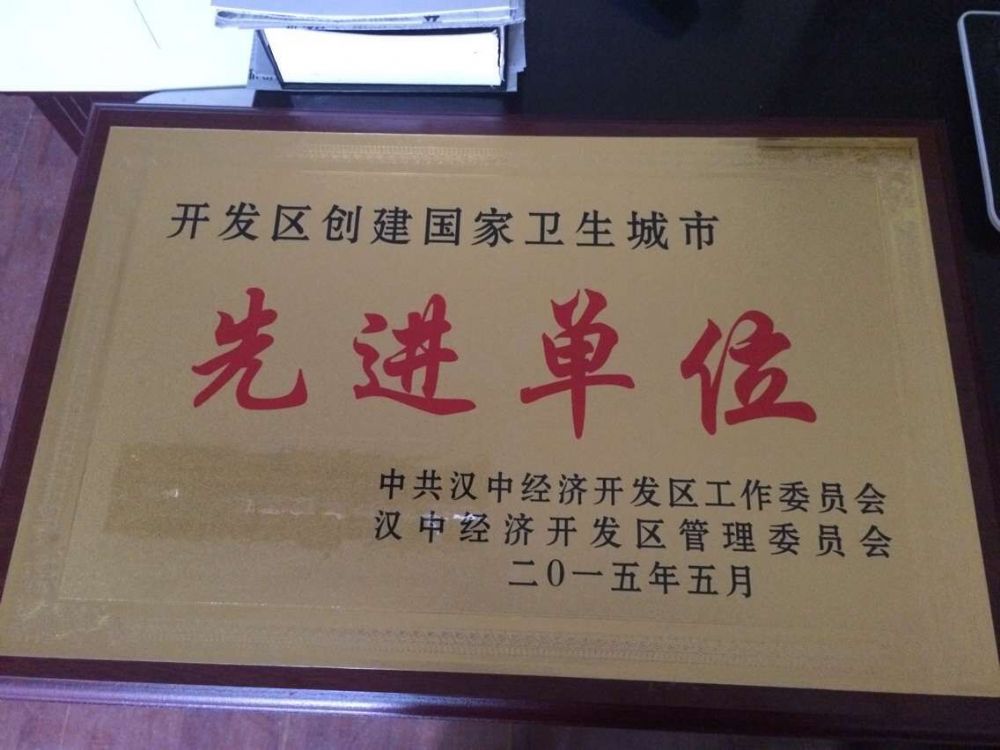 开发区创建国家卫生城市
先进单位
中共汉中经济开发区工作委员会
汉中经济开发区管理委员会
二0一五年五月